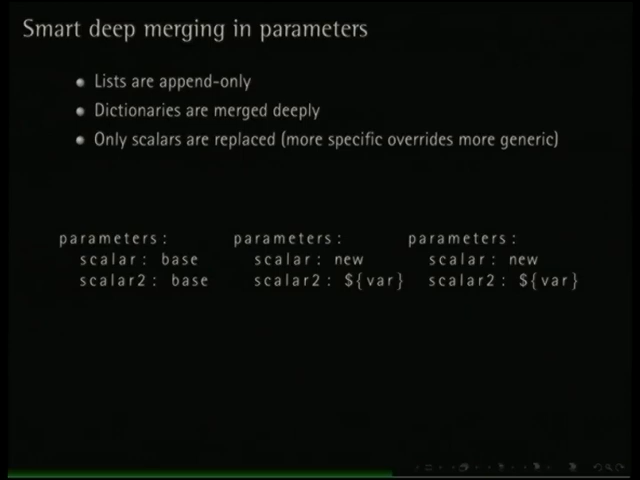 Smart deep merging in parameters
Lists are append-only
Dictionaries are merged deeply
Only scalars are replaced (more specific overrides more generic)
parameters: parameters: parameters:
scalar: base scalar: new scalar: new
scalar2: base scalar2: ${var} scalar2: ${var}